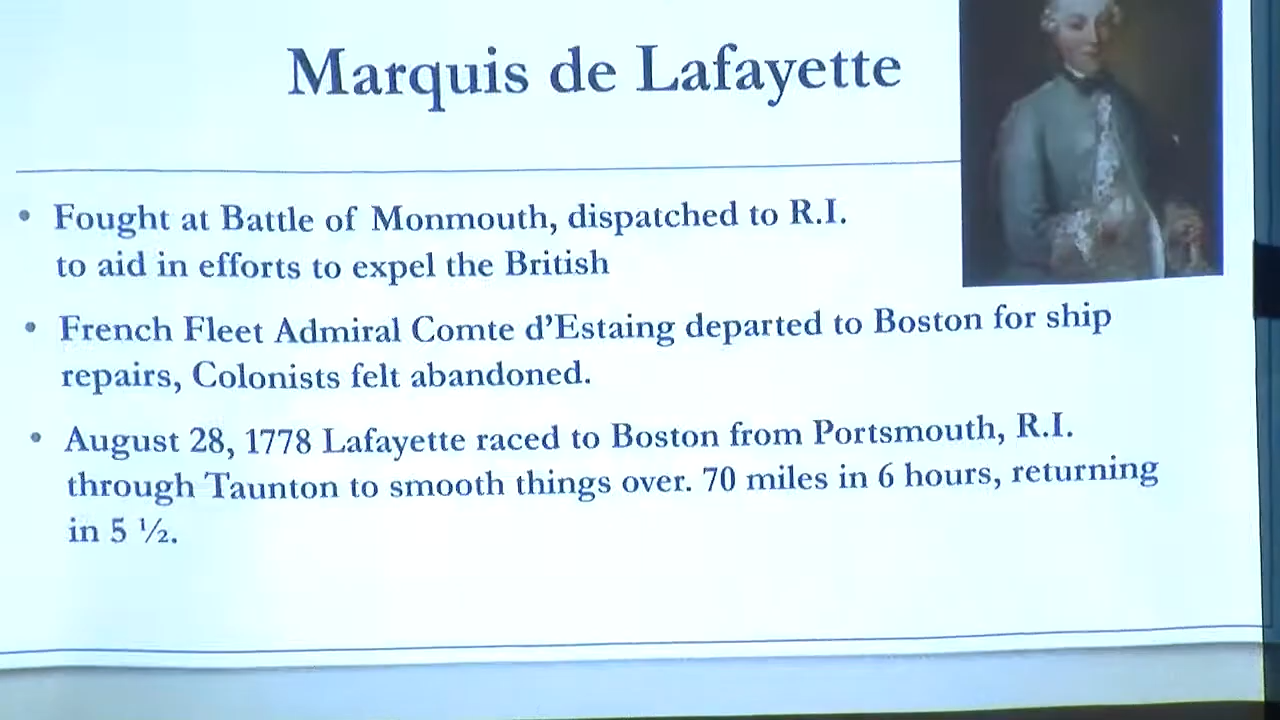 Marquis de Lafayette
• Fought at Battle of Monmouth, dispatched to R.I.
to aid in efforts to expel the British
• French Fleet Admiral Comte d’Estaing departed to Boston for ship
repairs, Colonists felt abandoned.
• August 28, 1778 Lafayette raced to Boston from Portsmouth, R.I.
through Taunton to smooth things over. 70 miles in 6 hours, returning
in 5 ½.